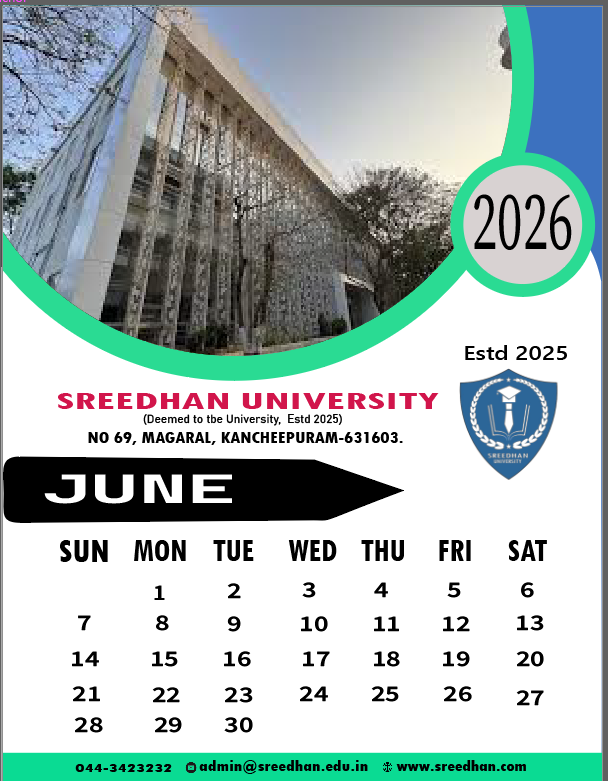 2026
Estd 2025
SREEDHAN UNIVERSITY
(Deemed to tbe University, Estd 2025)
NO 69, MAGARAL, KANCHEEPURAM-631603.
SREEDHAN
UNIVERSITY
JUNE
SUN MON TUE WED THU FRI SAT
1 2 3 4 5 6
7 8 9 10 11 12 13
14 15 16 17 18 19 20
21 22 23 24 25 26 27
28 29 30
044-3423232 admin@sreedhan.edu.in www.sreedhan.com